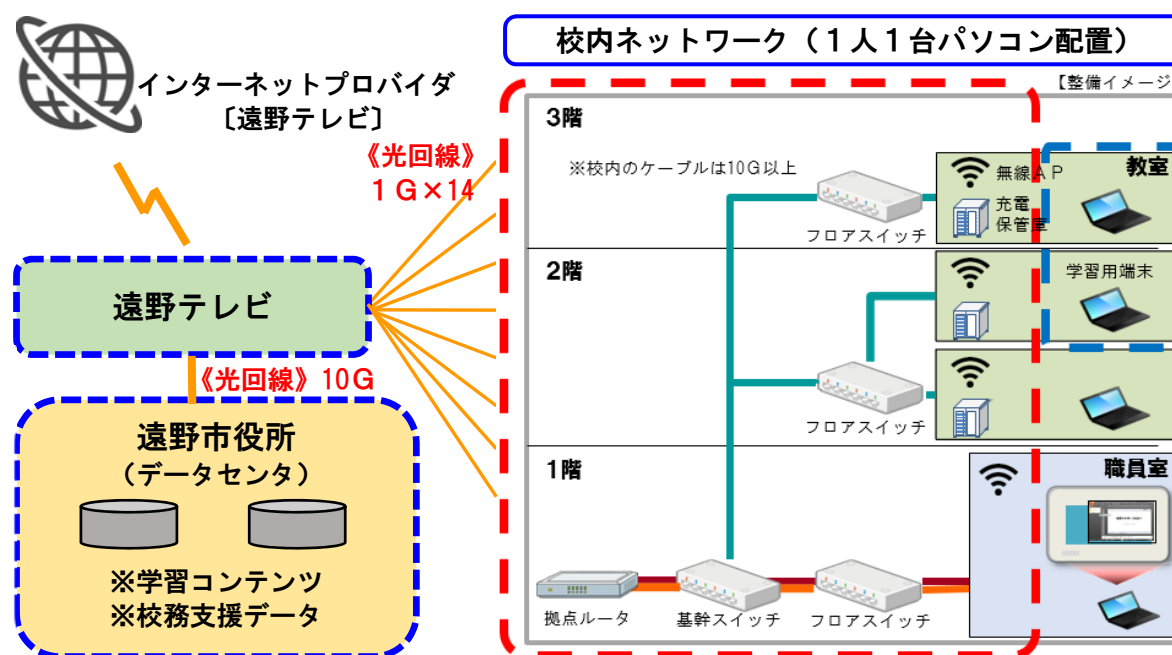 校内ネットワーク（１人１台パソコン配置）
【整備イメージ
インターネットプロバイダ
〔遠野テレビ〕
《光回線》
１Ｇ×14
遠野テレビ
《光回線》10Ｇ
遠野市役所
（データセンタ）
※学習コンテンツ
※校務支援データ
3階
※校内のケーブルは10Ｇ以上
フロアスイッチ
無線ＡＰ
充電
保管庫
教室
2階
学習用端末
フロアスイッチ
1階
職員室
拠点ルータ
基幹スイッチ
フロアスイッチ